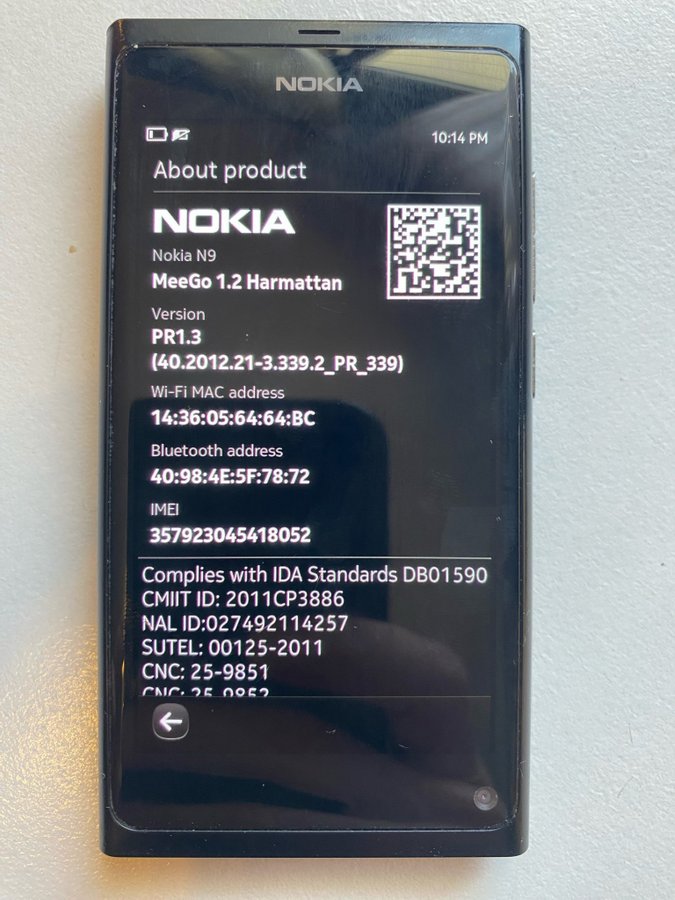 NOKIA
10:14 PM
About product
NOKIA
Nokia N9
MeeGo 1.2 Harmattan
Version
PR1.3
(40.2012.21-3.339.2_PR_339)
Wi-Fi MAC address
14:36:05:64:64:BC
Bluetooth address
40:98:4E:5F:78:72
IMEI
357923045418052
Complies with IDA Standards DB01590
CMIIT ID: 2011CP3886
NAL ID:027492114257
SUTEL: 00125-2011
CNC: 25-9851
CNC: 25-9852